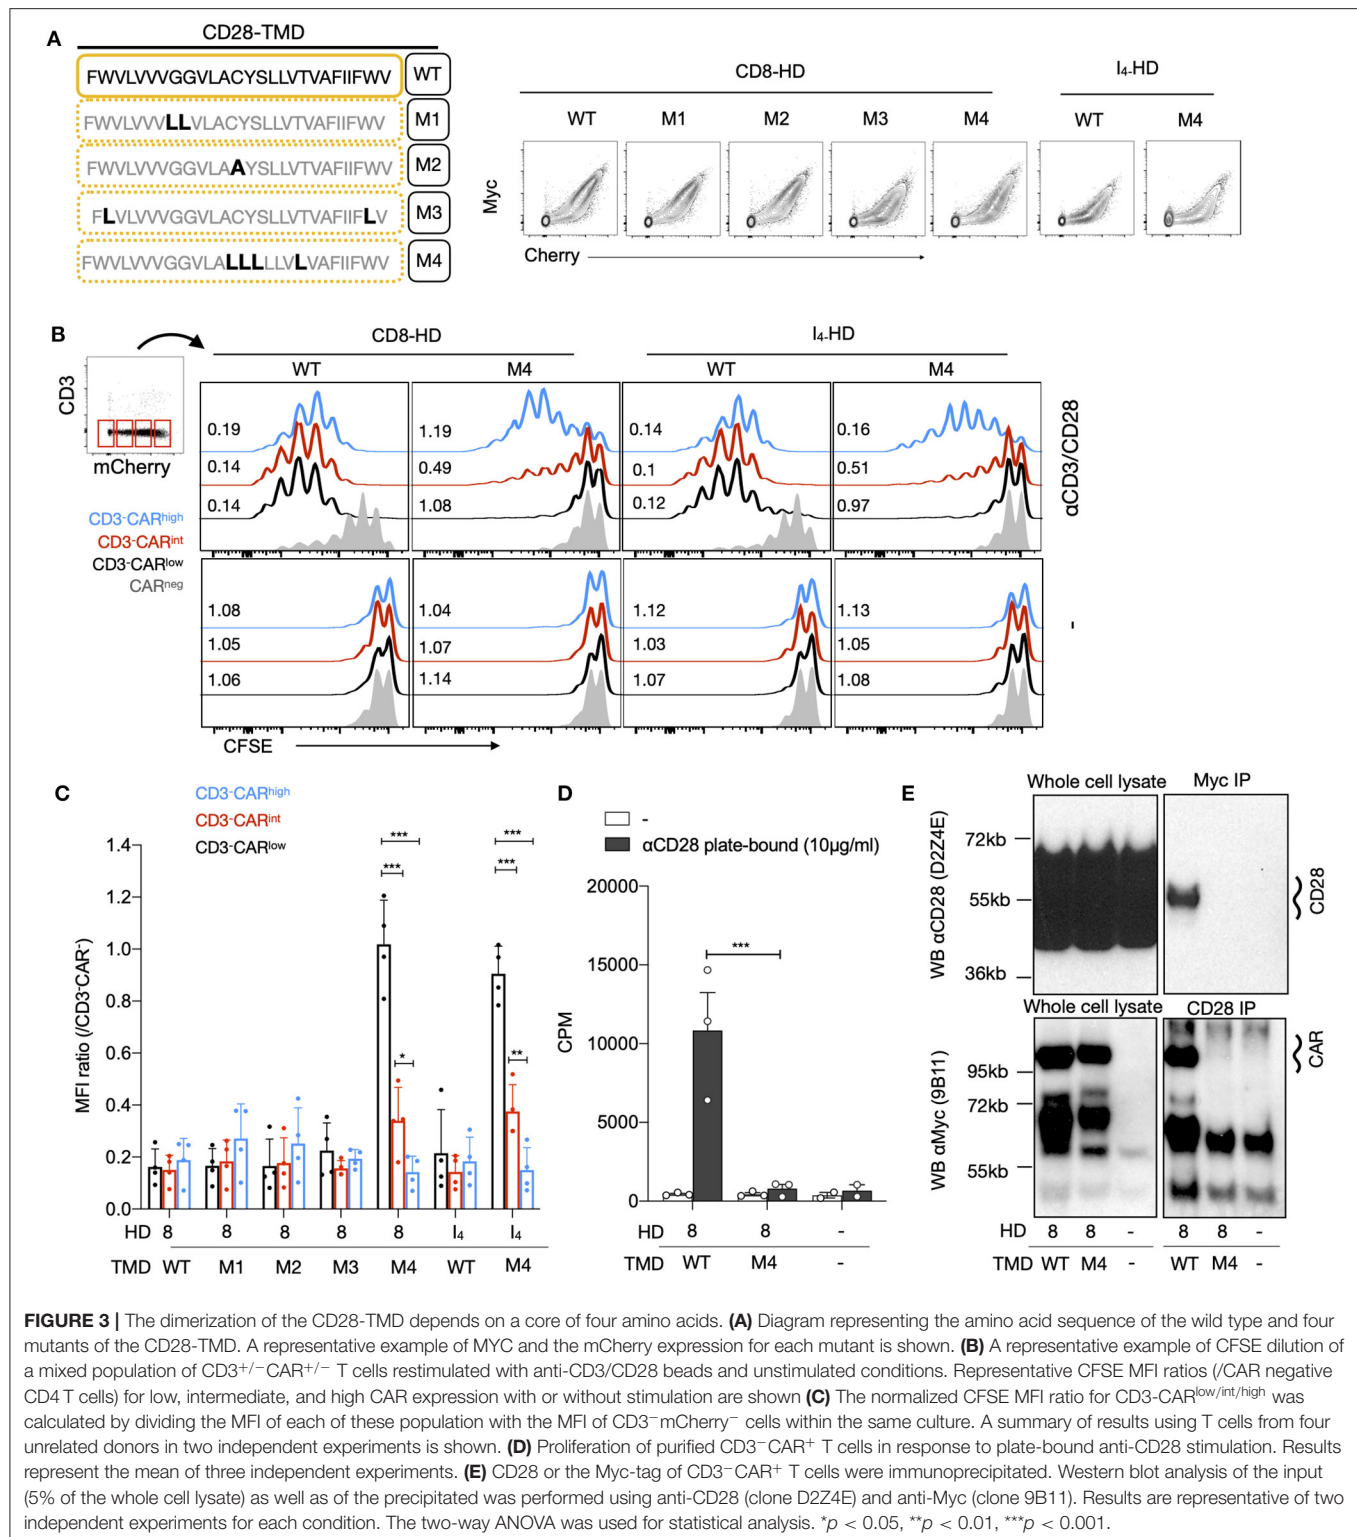 A
CD28-TMD
FWVLVVVGGVLACYSLLVTVAFIIFWV WT
FWVLVVVLLVLACYSLLVTVAFIIFWV M1
FWVLVVVGGVLAAYSLLVTVAFIIFWV M2
FLVLVVVGGVLACYSLLVTVAFIIFLV M3
FWVLVVVGGVLALLLLLVLVAFIIFWV M4
CD8-HD I4-HD
WT M1 M2 M3 M4 WT M4
Myc
Cherry
B
CD3
mCherry
CD8-HD I4-HD
WT M4 WT M4
0.19 1.19 0.14 0.16
0.14 0.49 0.1 0.51
0.14 1.08 0.12 0.97
αCD3/CD28
CD3-CARhigh
CD3-CARint
CD3-CARlow
CARneg
1.08 1.04 1.12 1.13
1.05 1.07 1.03 1.05
1.06 1.14 1.07 1.08
-
CFSE
C
CD3-CARhigh
CD3-CARint
CD3-CARlow
MFI ratio (/CD3-CAR-)
1.4
1.2
1.0
0.8
0.6
0.4
0.2
0.0
*** *** * *** *** **
HD 8 8 8 8 8 I4 I4
TMD WT M1 M2 M3 M4 WT M4
D
-
αCD28 plate-bound (10µg/ml)
CPM
20000
15000
10000
5000
0
***
HD 8 8 -
TMD WT M4 -
E
Whole cell lysate Myc IP
WB αCD28 (D2Z4E)
72kb
55kb
36kb
CD28
Whole cell lysate CD28 IP
WB αMyc (9B11)
95kb
72kb
55kb
CAR
HD 8 8 - 8 8 -
TMD WT M4 - WT M4 -
FIGURE 3 | The dimerization of the CD28-TMD depends on a core of four amino acids. (A) Diagram representing the amino acid sequence of the wild type and four
mutants of the CD28-TMD. A representative example of MYC and the mCherry expression for each mutant is shown. (B) A representative example of CFSE dilution of
a mixed population of CD3+/−CAR+/− T cells restimulated with anti-CD3/CD28 beads and unstimulated conditions. Representative CFSE MFI ratios (/CAR negative
CD4 T cells) for low, intermediate, and high CAR expression with or without stimulation are shown (C) The normalized CFSE MFI ratio for CD3-CARlow/int/high was
calculated by dividing the MFI of each of these population with the MFI of CD3−mCherry− cells within the same culture. A summary of results using T cells from four
unrelated donors in two independent experiments is shown. (D) Proliferation of purified CD3−CAR+ T cells in response to plate-bound anti-CD28 stimulation. Results
represent the mean of three independent experiments. (E) CD28 or the Myc-tag of CD3−CAR+ T cells were immunoprecipitated. Western blot analysis of the input
(5% of the whole cell lysate) as well as of the precipitated was performed using anti-CD28 (clone D2Z4E) and anti-Myc (clone 9B11). Results are representative of two
independent experiments for each condition. The two-way ANOVA was used for statistical analysis. *p < 0.05, **p < 0.01, ***p < 0.001.